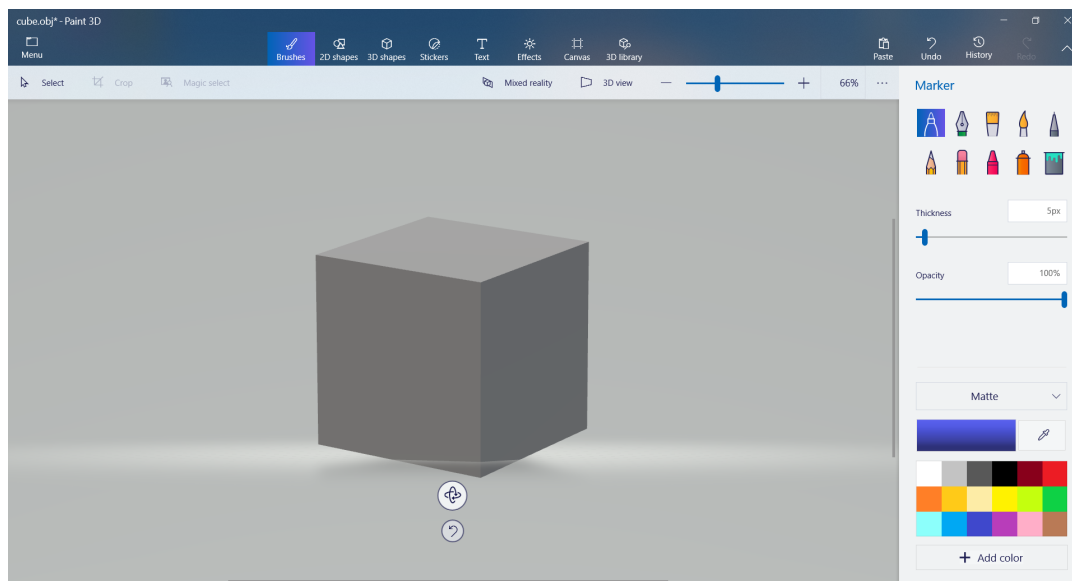 cube.obj* - Paint 3D
Menu
Brushes 2D shapes 3D shapes Stickers Text Effects Canvas 3D library Paste Undo History Redo
Select Crop Magic select Mixed reality 3D view 66%
Marker
Thickness 5px
Opacity 100%
Matte
Add color